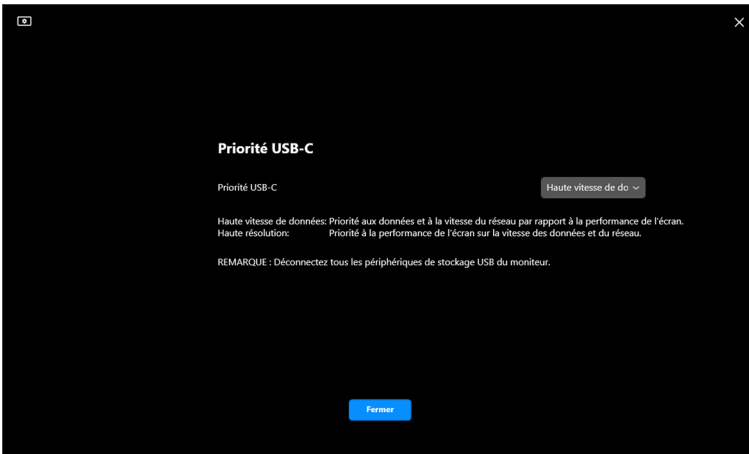 Priorité USB-C
Priorité USB-C
Haute vitesse de do
Haute vitesse de données: Priorité aux données et à la vitesse du réseau par rapport à la performance de l'écran.
Haute résolution: Priorité à la performance de l'écran sur la vitesse des données et du réseau.
REMARQUE : Déconnectez tous les périphériques de stockage USB du moniteur.
Fermer